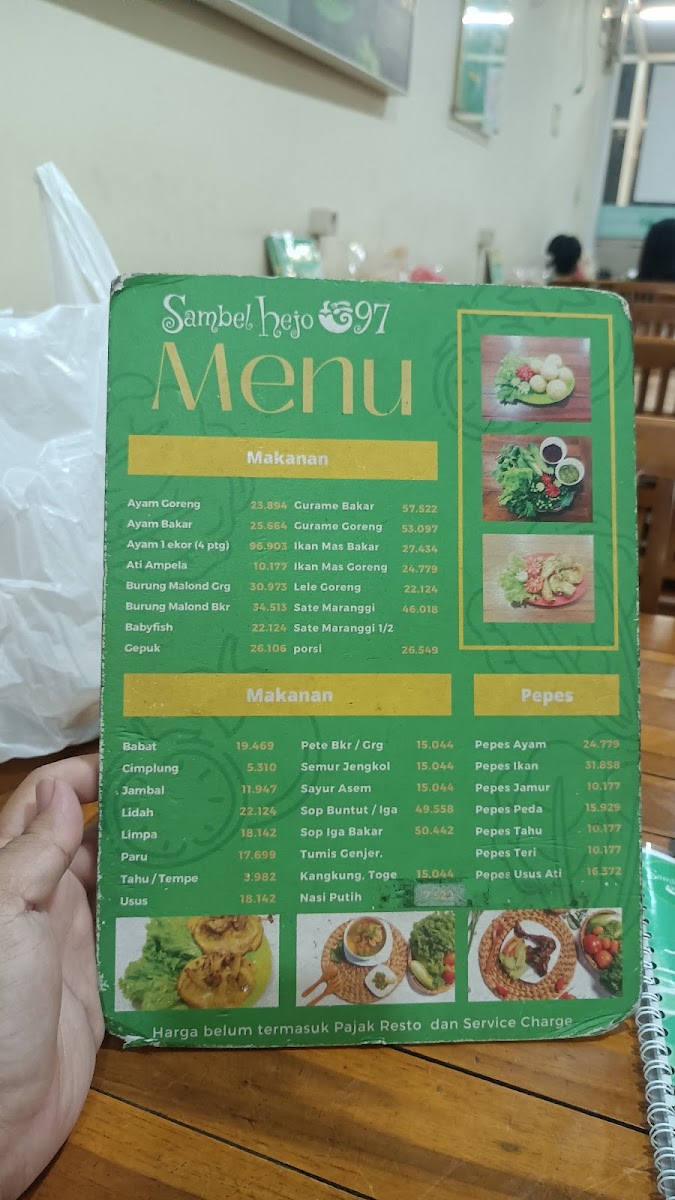 Sambel hejo 97
Menu
Makanan
Ayam Goreng 23.894
Ayam Bakar 25.664
Ayam 1 ekor (4 ptg) 96.903
Ati Ampela 10.177
Burung Malond Grg 30.973
Burung Malond Bkr 34.513
Babyfish 22.124
Gepuk 26.106
Gurame Bakar 57.522
Gurame Goreng 53.097
Ikan Mas Bakar 27.434
Ikan Mas Goreng 24.779
Lele Goreng 22.124
Sate Maranggi 46.018
Sate Maranggi 1/2
porsi 26.549
Makanan
Babat 19.469
Cimplung 5.310
Jambal 11.947
Lidah 22.124
Limpa 18.142
Paru 17.699
Tahu / Tempe 3.982
Usus 18.142
Pete Bkr / Grg 15.044
Semur Jengkol 15.044
Sayur Asem 15.044
Sop Buntut / Iga 49.558
Sop Iga Bakar 50.442
Tumis Genjer.
Kangkung, Toge 15.044
Nasi Putih
Pepes
Pepes Ayam 24.779
Pepes Ikan 31.858
Pepes Jamur 10.177
Pepes Peda 15.929
Pepes Tahu 10.177
Pepes Teri 10.177
Pepes Usus Ati 16.372
Harga belum termasuk Pajak Resto dan Service Charge